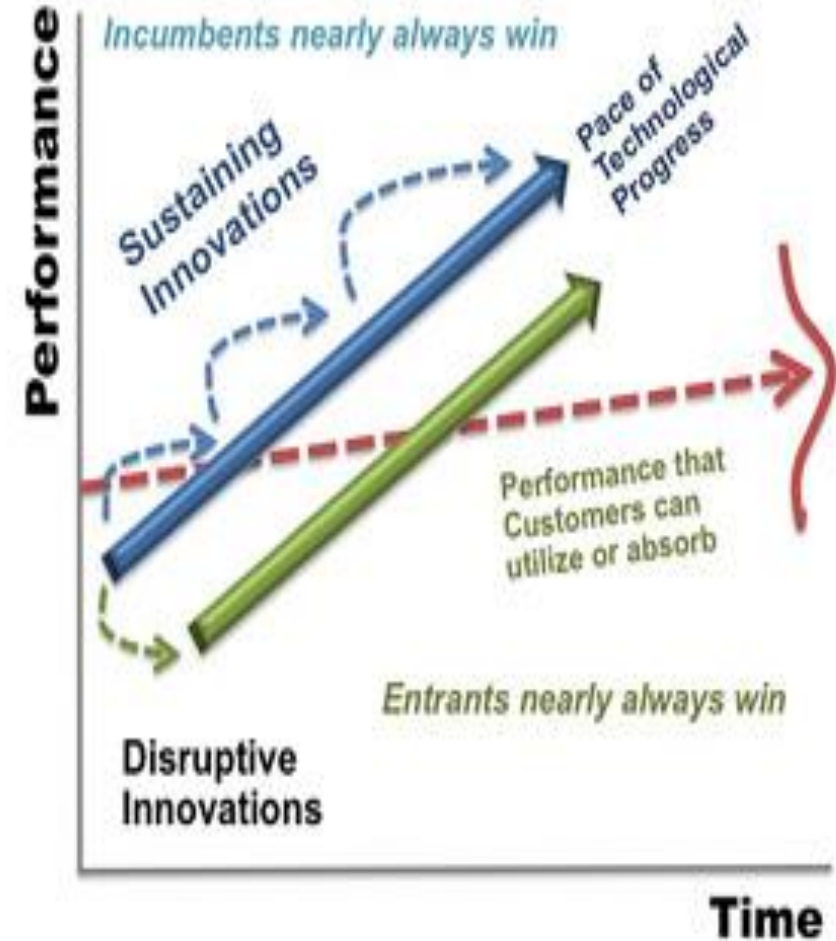 Performance
Incumbents nearly always win
Sustaining
Innovations
Pace of
Technological
Progress
Performance that
Customers can
utilize or absorb
Entrants nearly always win
Disruptive
Innovations
Time